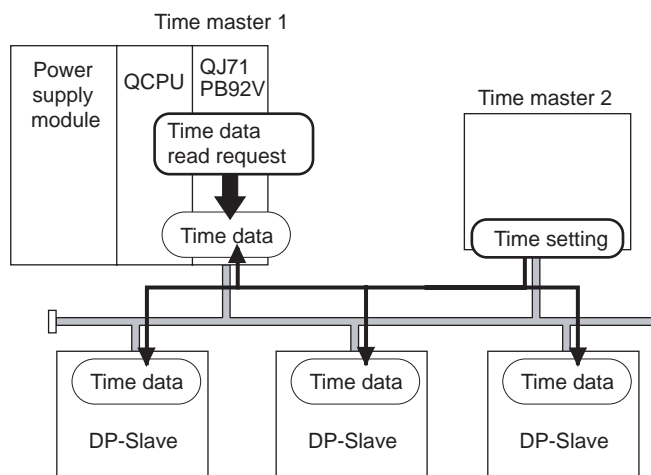 Time master 1
Power
supply
module
QCPU
QJ71
PB92V
Time data
read request
Time data
Time master 2
Time setting
Time data
Time data
Time data
DP-Slave
DP-Slave
DP-Slave